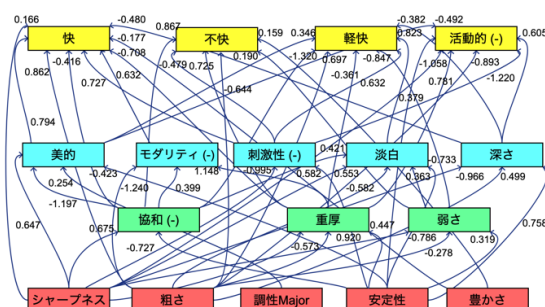 0.166 -0.480 0.867 0.159 0.346 -0.382 -0.492 0.605
快 不快 軽快 活動的 (-)
-0.177 0.190 0.823
-0.708 -1.320 0.697 -0.847 -1.058 -0.893
-0.416 -0.479 0.725 -0.361
0.862 0.727 0.632 -0.644 0.632 0.781 -1.220
0.379
0.794
美的 モダリティ (-) 刺激性 (-) 0.421 淡白 深さ
-0.733
-0.423 1.148 -0.995 -0.582 0.553 0.363 -0.966 0.499
0.254 -1.240 0.399 -0.582
-1.197
協和 (-) 重厚 弱さ
0.647 0.675 0.447 0.758
-0.727 -0.573 0.920 -0.786 0.319
-0.278
シャープネス 粗さ 調性Major 安定性 豊かさ